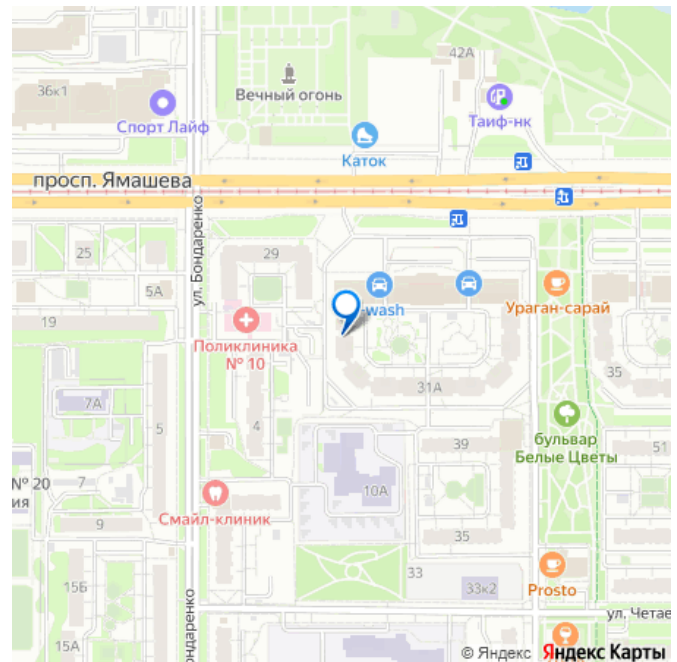 42А
36к1
Вечный огонь
Таиф-нк
Спорт Лайф
Каток
просп. Ямашева
ул. Бондаренко
25
29
5А
-wash
Ураган-сарай
19
Поликлиника
№ 10
35
31А
7А
5
4
39
бульвар
Белые Цветы
51
№ 20
ия
7
10А
Смайл-клиник
9
35
15Б
33
33к2
Prosto
ул. Четае
ондаренко
15А
© Яндекс Яндекс Карты